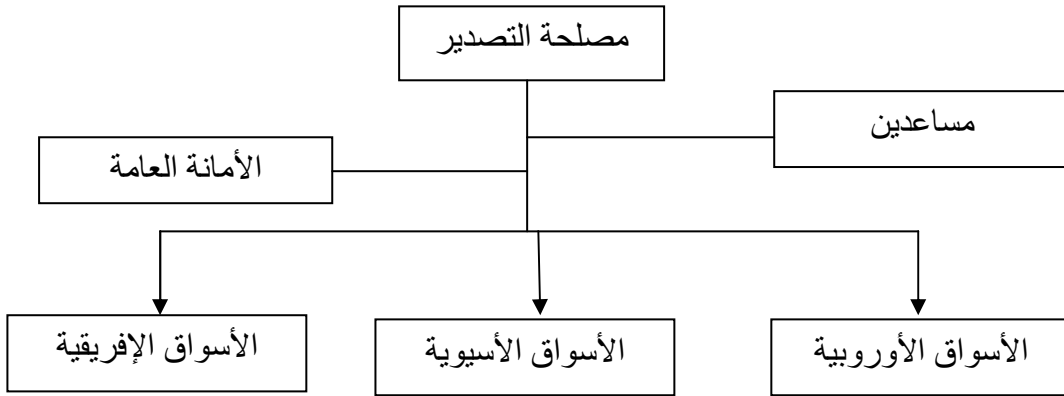 مصلحة التصدير
مساعدين
الأمانة العامة
الأسواق الأوروبية
الأسواق الأسيوية
الأسواق الإفريقية